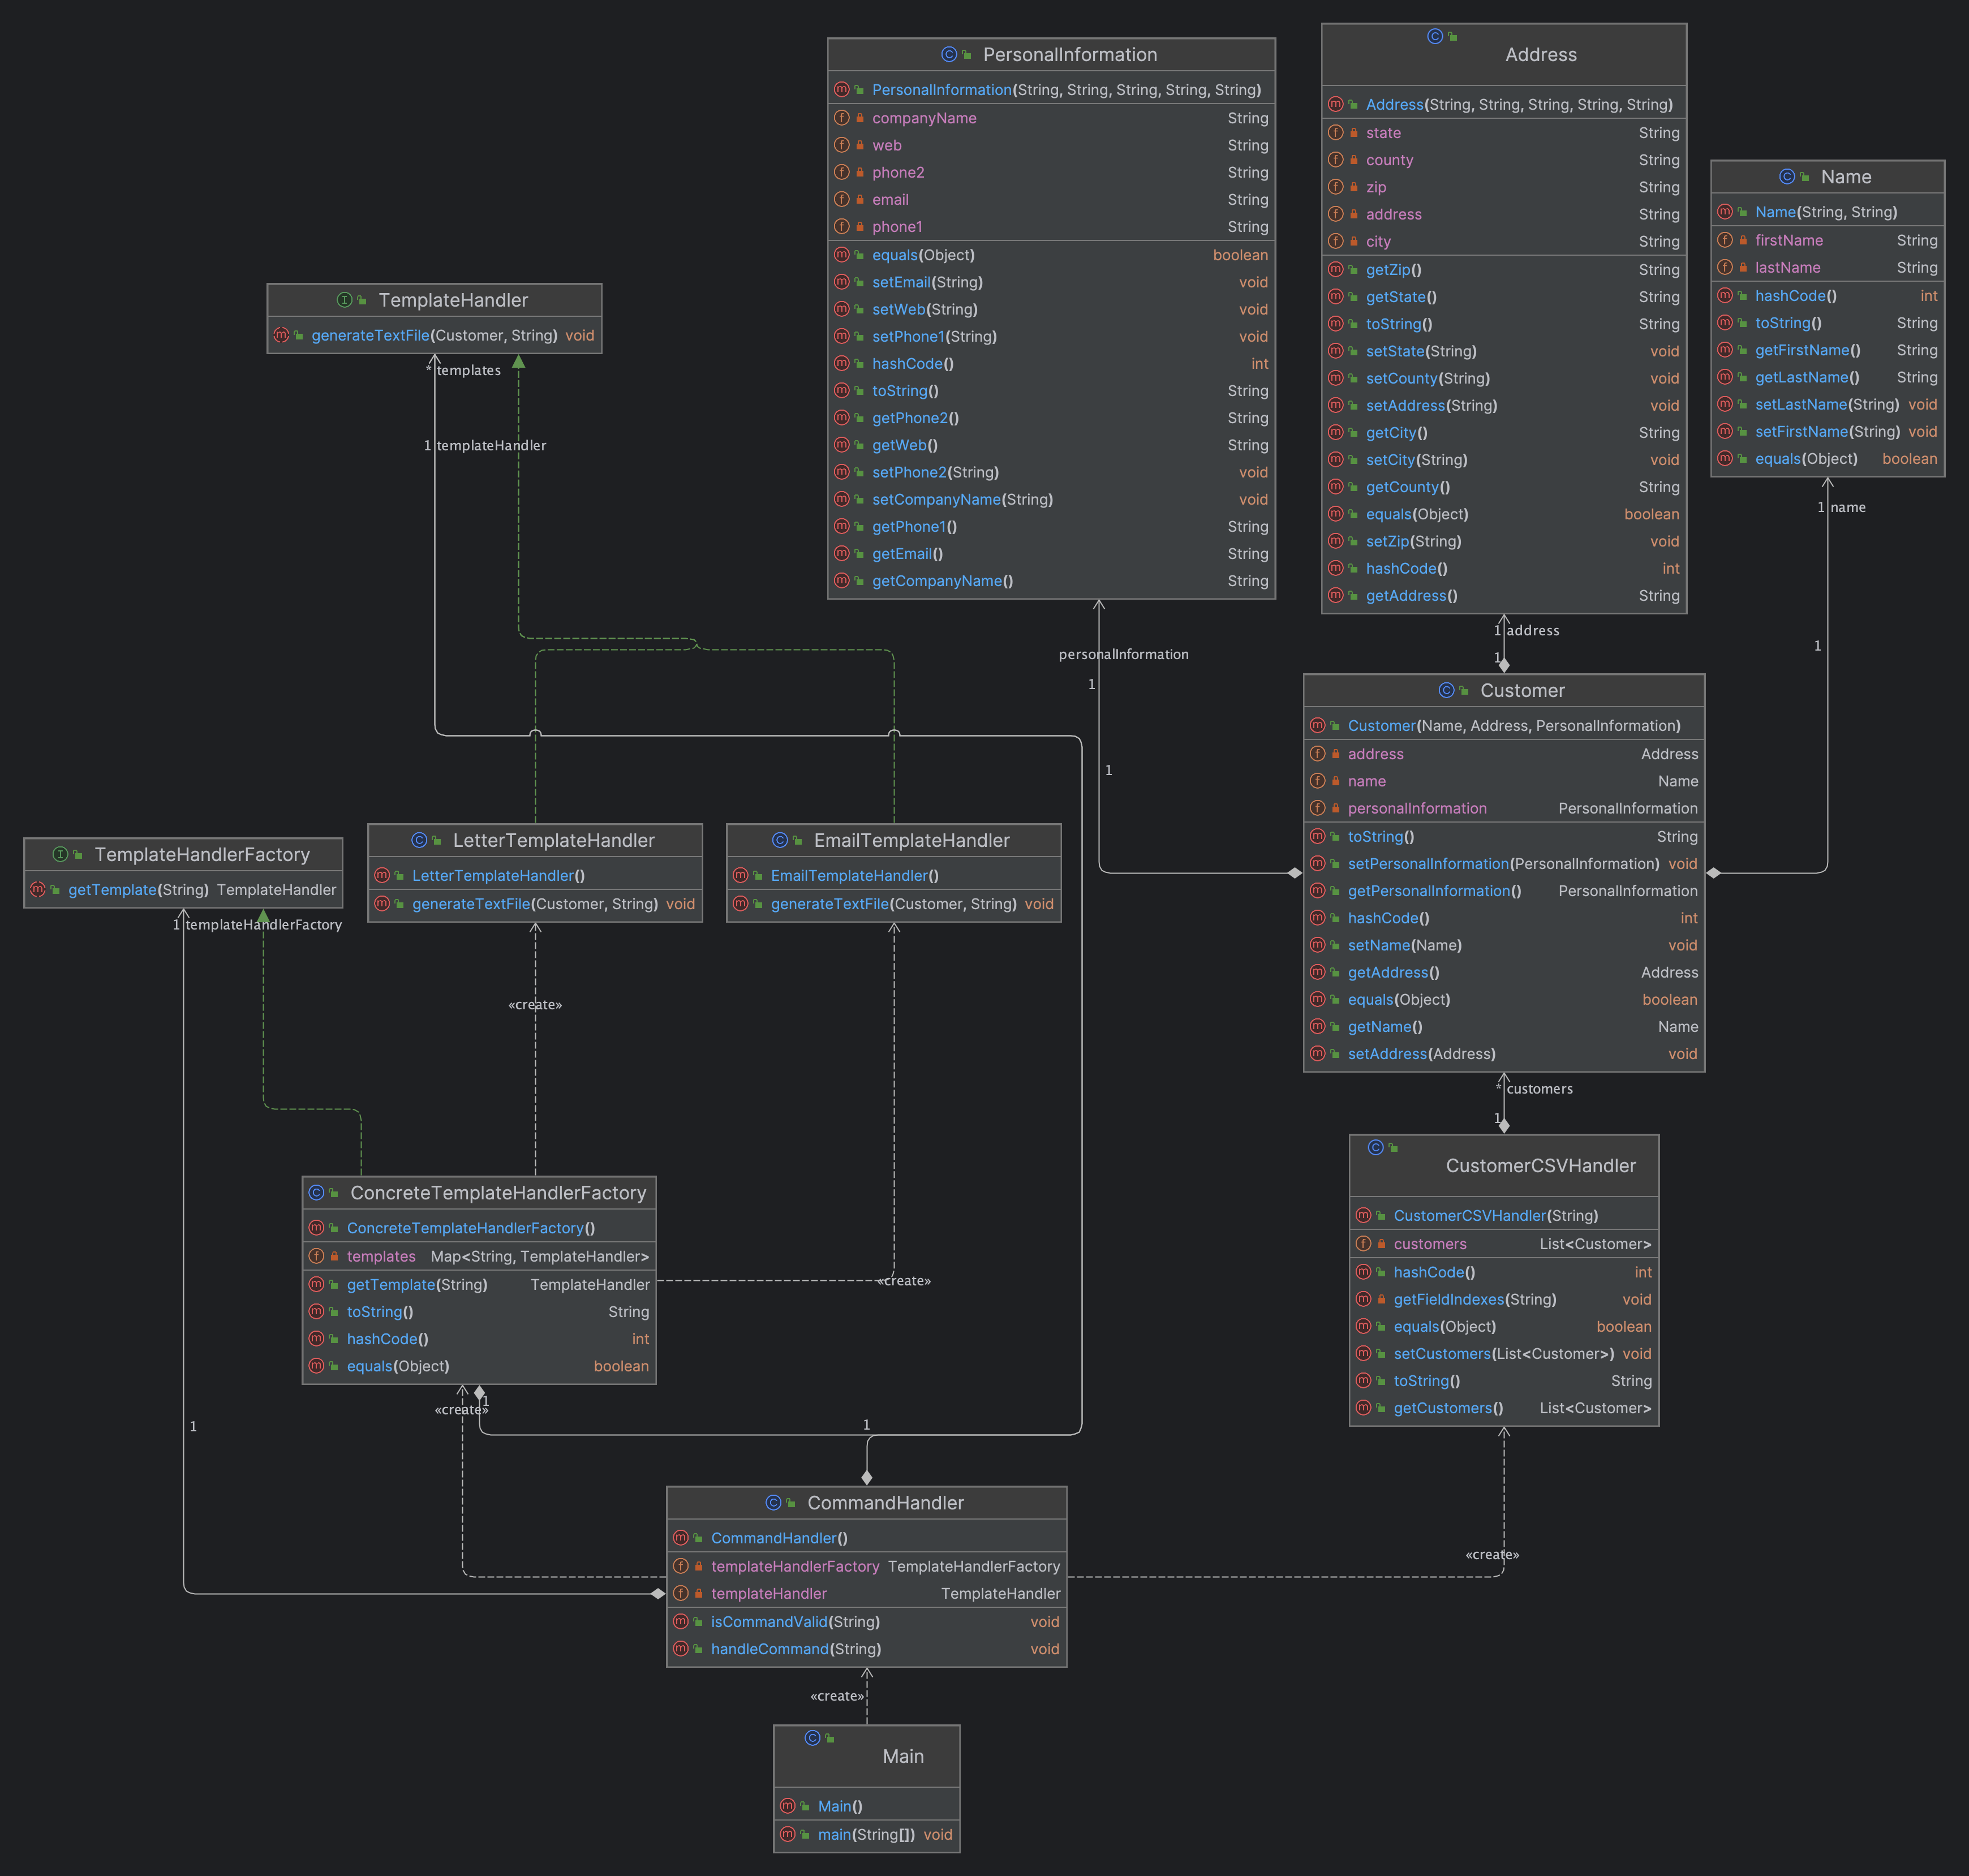 PersonalInformation
PersonalInformation(String, String, String, String, String)
companyName String
web String
phone2 String
email String
phone1 String
equals(Object) boolean
setEmail(String) void
setWeb(String) void
setPhone1(String) void
hashCode() int
toString() String
getPhone2() String
getWeb() String
setPhone2(String) void
setCompanyName(String) void
getPhone1() String
getEmail() String
getCompanyName() String
Address
Address(String, String, String, String, String)
state String
county String
zip String
address String
city String
getZip() String
getState() String
toString() String
setState(String) void
setCounty(String) void
setAddress(String) void
getCity() String
setCity(String) void
getCounty() String
equals(Object) boolean
setZip(String) void
hashCode() int
getAddress() String
Name
Name(String, String)
firstName String
lastName String
hashCode() int
toString() String
getFirstName() String
getLastName() String
setLastName(String) void
setFirstName(String) void
equals(Object) boolean
1 name
1
TemplateHandler
generateTextFile(Customer, String) void
* templates
1 templateHandler
personalInformation
1
1
1 address
1
Customer
Customer(Name, Address, PersonalInformation)
address Address
name Name
personalInformation PersonalInformation
toString() String
setPersonalInformation(PersonalInformation) void
getPersonalInformation() PersonalInformation
hashCode() int
setName(Name) void
getAddress() Address
equals(Object) boolean
getName() Name
setAddress(Address) void
* customers
1
TemplateHandlerFactory
getTemplate(String) TemplateHandler
1 templateHandlerFactory
LetterTemplateHandler
LetterTemplateHandler()
generateTextFile(Customer, String) void
EmailTemplateHandler
EmailTemplateHandler()
generateTextFile(Customer, String) void
«create»
ConcreteTemplateHandlerFactory
ConcreteTemplateHandlerFactory()
templates Map<String, TemplateHandler>
getTemplate(String) TemplateHandler
toString() String
hashCode() int
equals(Object) boolean
«create»
«create»
1
1
1
CustomerCSVHandler
CustomerCSVHandler(String)
customers List<Customer>
hashCode() int
getFieldIndexes(String) void
equals(Object) boolean
setCustomers(List<Customer>) void
toString() String
getCustomers() List<Customer>
CommandHandler
CommandHandler()
templateHandlerFactory TemplateHandlerFactory
templateHandler TemplateHandler
isCommandValid(String) void
handleCommand(String) void
«create»
«create»
Main
Main()
main(String[]) void